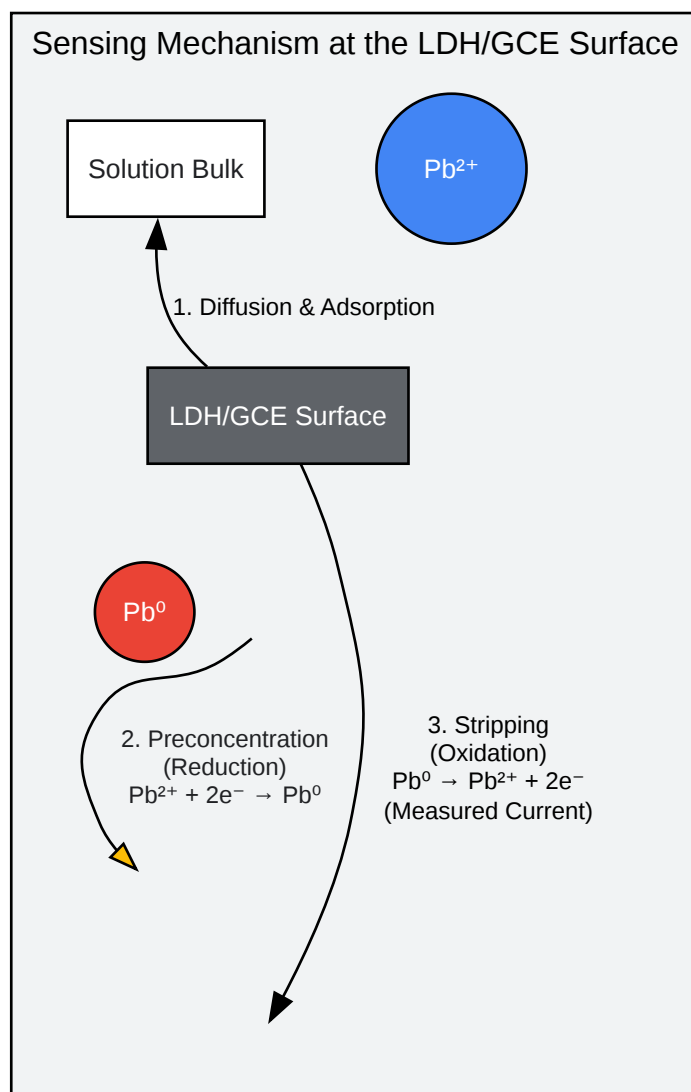 Sensing Mechanism at the LDH/GCE Surface
Solution Bulk
Pb²⁺
1. Diffusion & Adsorption
LDH/GCE Surface
Pb⁰
2. Preconcentration
(Reduction)
Pb²⁺ + 2e⁻ → Pb⁰
3. Stripping
(Oxidation)
Pb⁰ → Pb²⁺ + 2e⁻
(Measured Current)